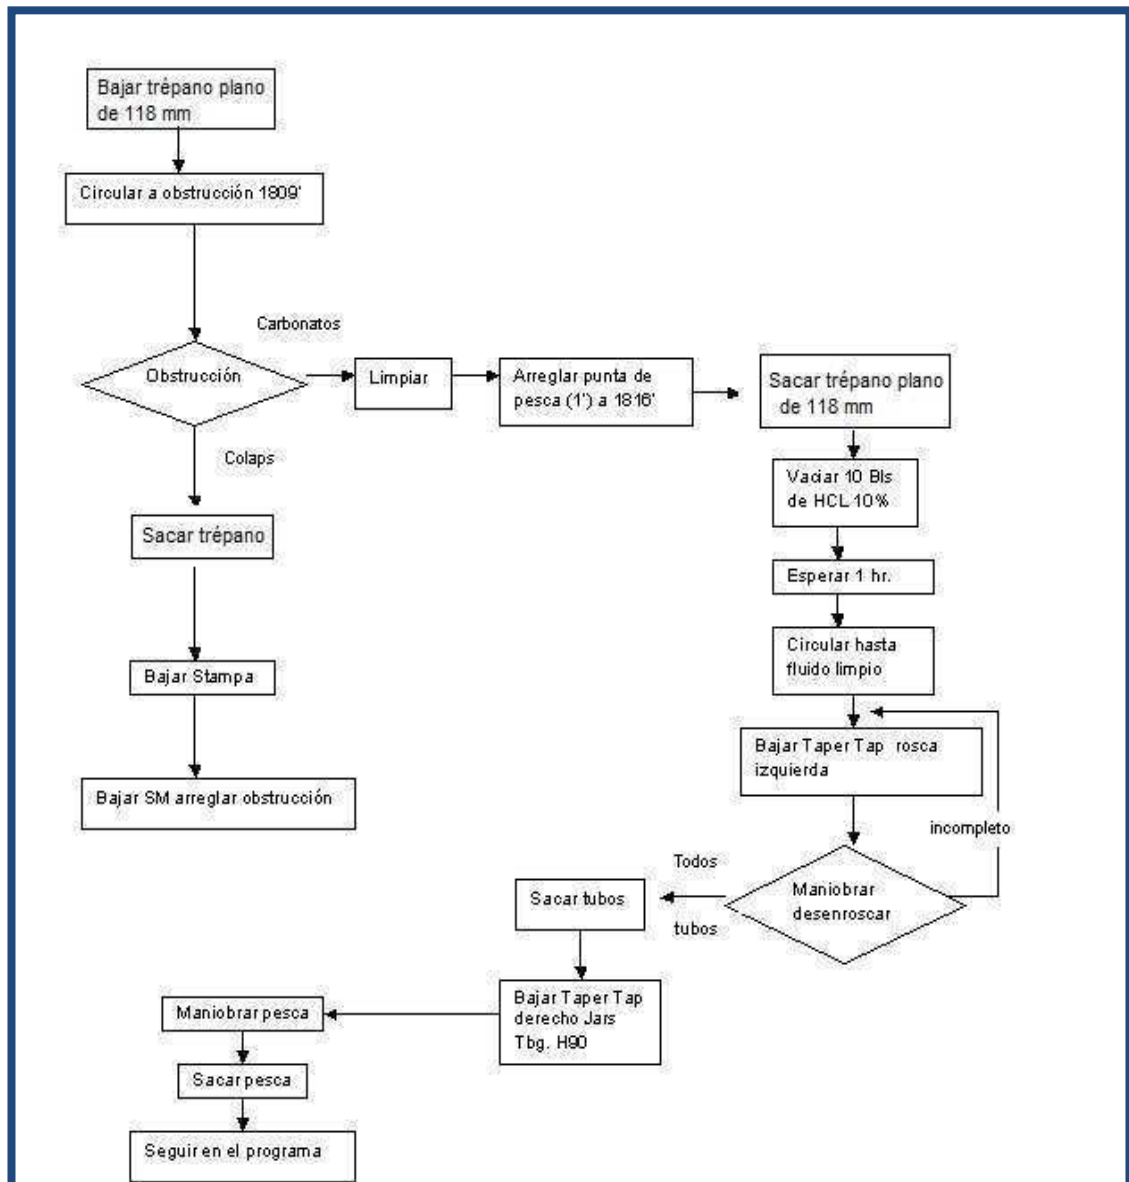 Bajar trépano plano
de 118 mm
Circular a obstrucción 1809'
Carbonatos
Obstrucción
Limpiar
Arreglar punta de
pesca (1') a 1816'
Sacar trépano plano
de 118 mm
Colaps
Vaciar 10 Bls
de HCL 10%
Sacar trépano
Esperar 1 hr.
Circular hasta
fluido limpio
Bajar Stampa
Bajar Taper Tap rosca
izquierda
Bajar SM arreglar obstrucción
incompleto
Todos
tubos
Maniobrar
desenroscar
Sacar tubos
Bajar Taper Tap
derecho Jars
Tbg. H90
Maniobrar pesca
Sacar pesca
Seguir en el programa